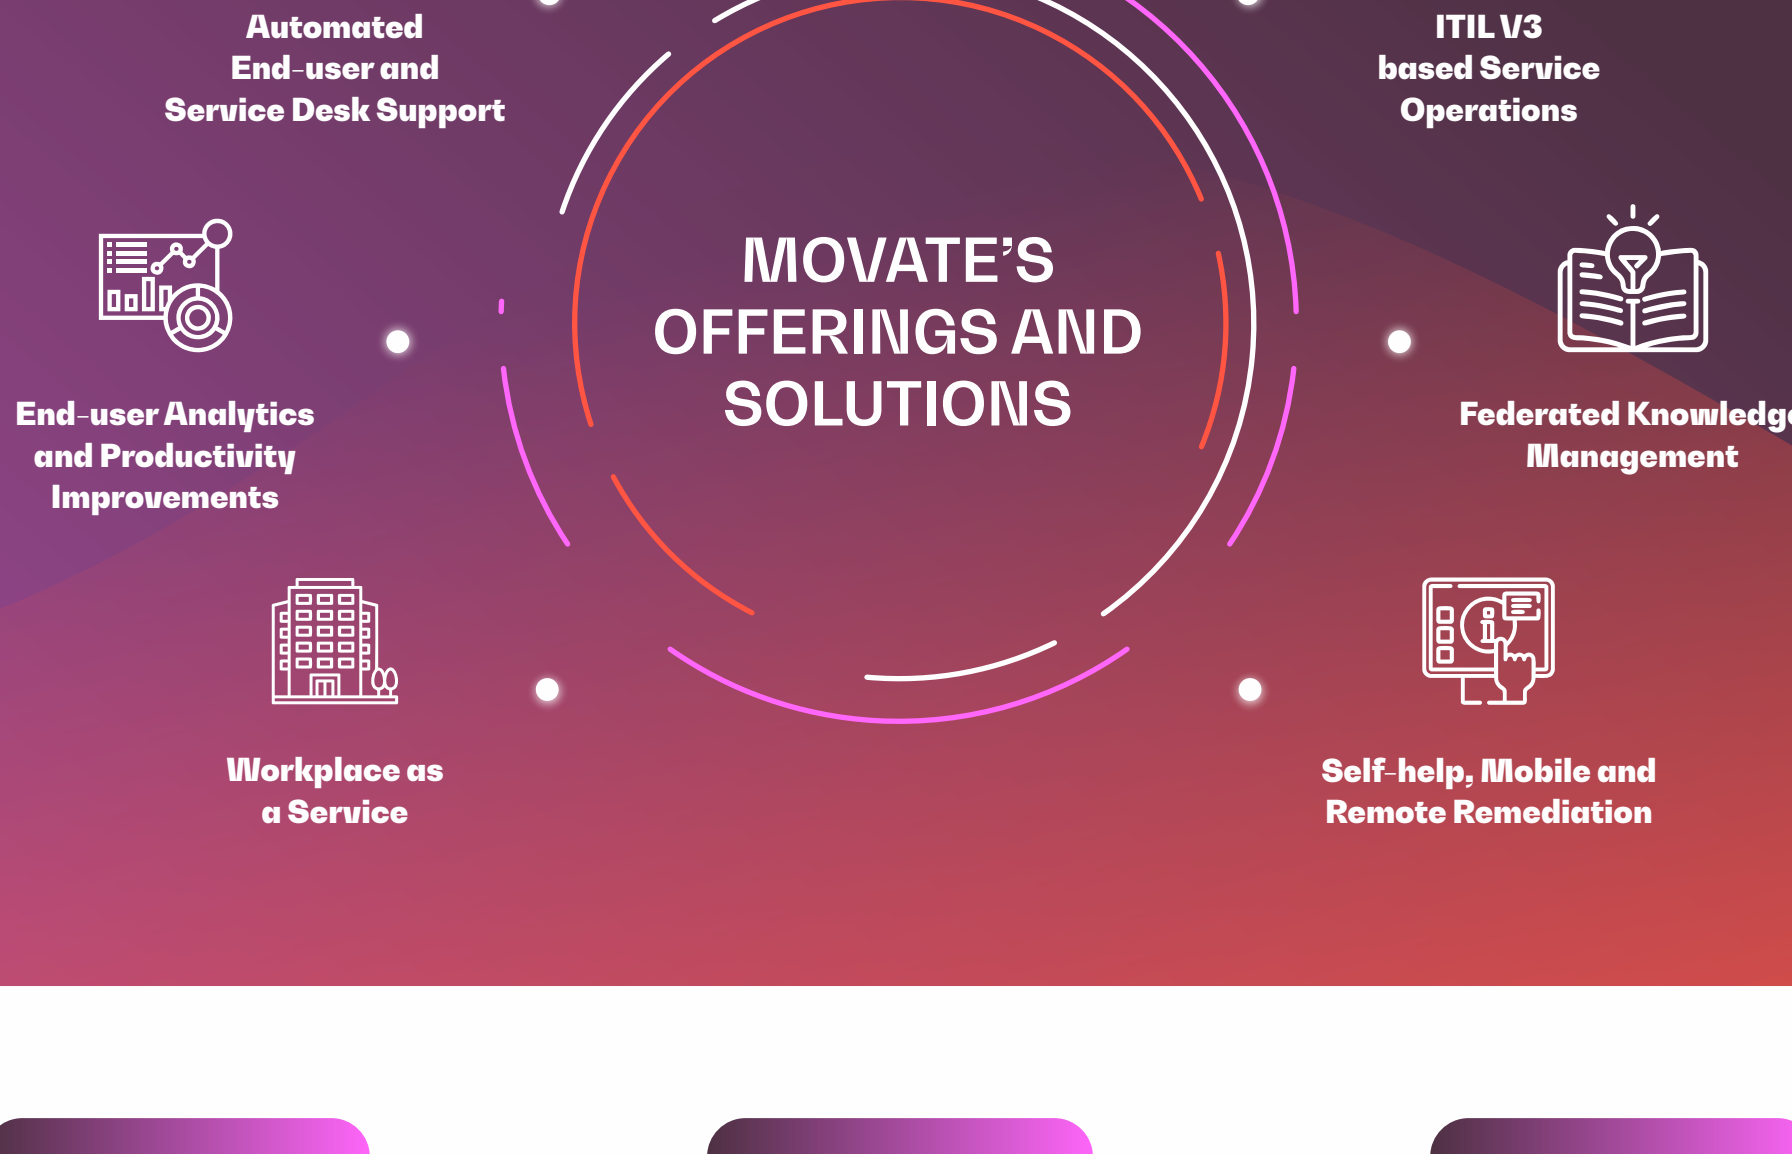 Automated
End-user and
Service Desk Support
ITIL V3
based Service
Operations
MOVATE'S
OFFERINGS AND
SOLUTIONS
End-user Analytics
and Productivity
Improvements
Federated Knowledge
Management
Workplace as
a Service
Self-help, Mobile and
Remote Remediation